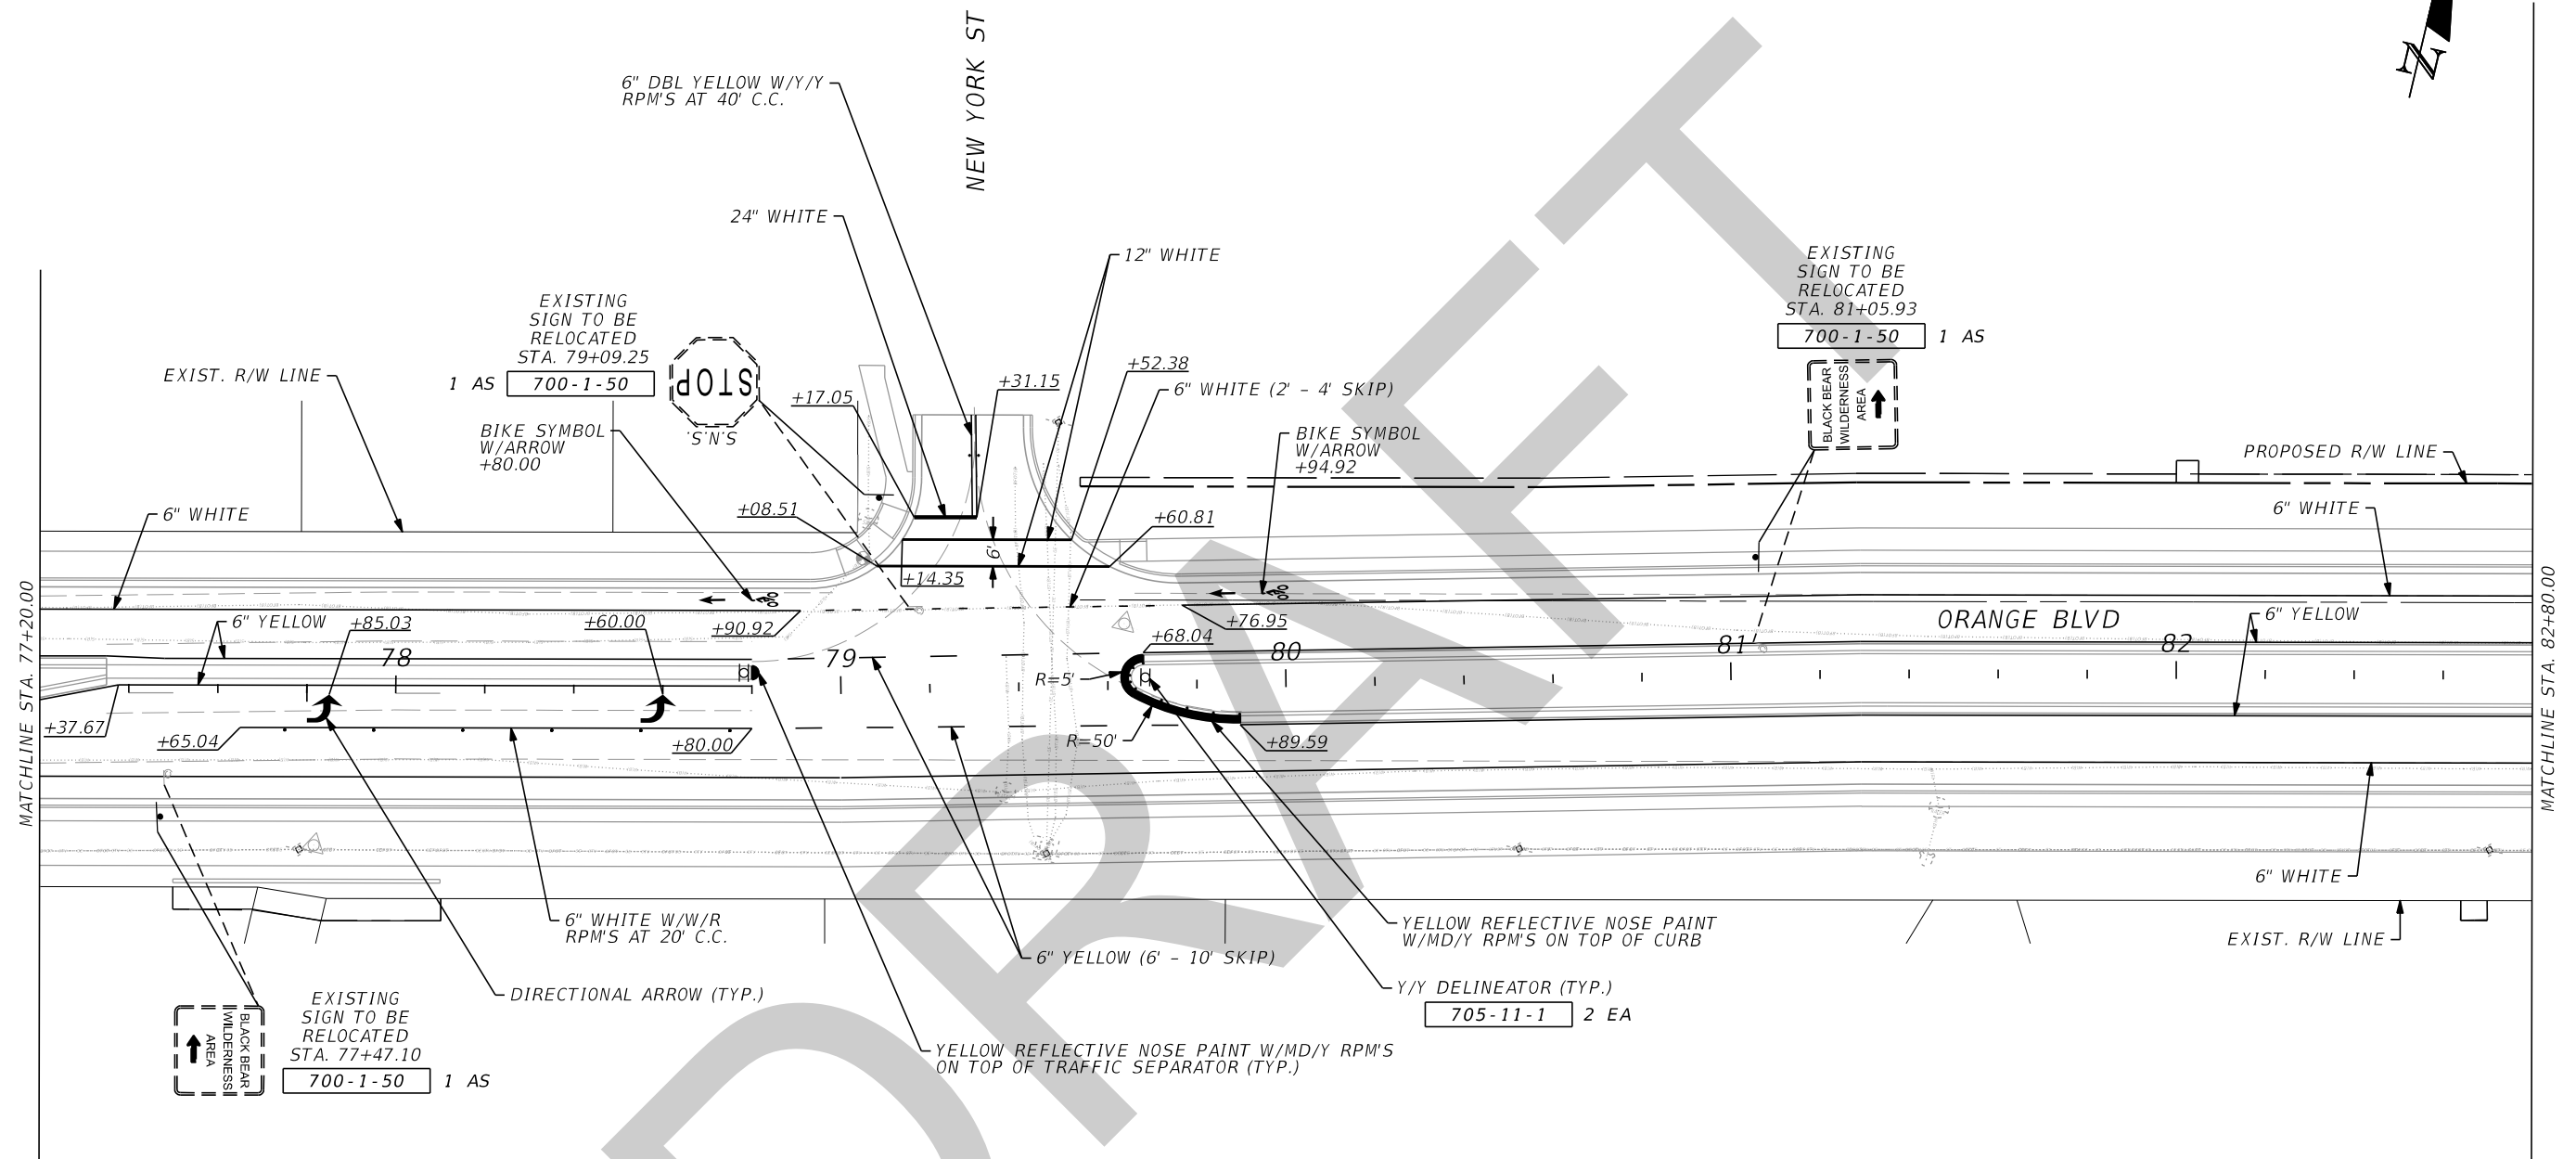 NEW YORK ST
6" DBL YELLOW W/Y/Y
RPM'S AT 40' C.C.
24" WHITE
12" WHITE
N
EXISTING
SIGN TO BE
RELOCATED
STA. 79+09.25
1 AS 700-1-50
STOP
S.N.S.
EXISTING
SIGN TO BE
RELOCATED
STA. 81+05.93
700-1-50 1 AS
BLACK BEAR
WILDERNESS
AREA
EXIST. R/W LINE
+17.05
+31.15
+52.38
6" WHITE (2' - 4' SKIP)
BIKE SYMBOL
W/ARROW
+80.00
BIKE SYMBOL
W/ARROW
+94.92
PROPOSED R/W LINE
6" WHITE
+08.51
+60.81
6" WHITE
6'
+14.35
MATCHLINE STA. 77+20.00
MATCHLINE STA. 82+80.00
6" YELLOW
+85.03
+60.00
+90.92
+76.95
+68.04
ORANGE BLVD
6" YELLOW
78
79
80
81
82
R=5'
+37.67
+65.04
+80.00
R=50'
+89.59
6" WHITE
6" WHITE W/W/R
RPM'S AT 20' C.C.
6" YELLOW (6' - 10' SKIP)
YELLOW REFLECTIVE NOSE PAINT
W/MD/Y RPM'S ON TOP OF CURB
EXIST. R/W LINE
DIRECTIONAL ARROW (TYP.)
Y/Y DELINEATOR (TYP.)
705-11-1 2 EA
EXISTING
SIGN TO BE
RELOCATED
STA. 77+47.10
700-1-50 1 AS
BLACK BEAR
WILDERNESS
AREA
YELLOW REFLECTIVE NOSE PAINT W/MD/Y RPM'S
ON TOP OF TRAFFIC SEPARATOR (TYP.)
DRAFT